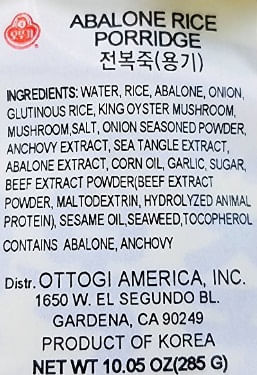 오뚜기
ABALONE RICE
PORRIDGE
전복죽(용기)
INGREDIENTS: WATER, RICE, ABALONE, ONION,
GLUTINOUS RICE, KING OYSTER MUSHROOM,
MUSHROOM,SALT, ONION SEASONED POWDER,
ANCHOVY EXTRACT, SEA TANGLE EXTRACT,
ABALONE EXTRACT, CORN OIL, GARLIC, SUGAR,
BEEF EXTRACT POWDER(BEEF EXTRACT
POWDER, MALTODEXTRIN, HYDROLYZED ANIMAL
PROTEIN), SESAME OIL,SEAWEED,TOCOPHEROL
CONTAINS ABALONE, ANCHOVY
Distr. OTTOGI AMERICA, INC.
1650 W. EL SEGUNDO BL.
GARDENA, CA 90249
PRODUCT OF KOREA
NET WT 10.05 OZ(285 G)